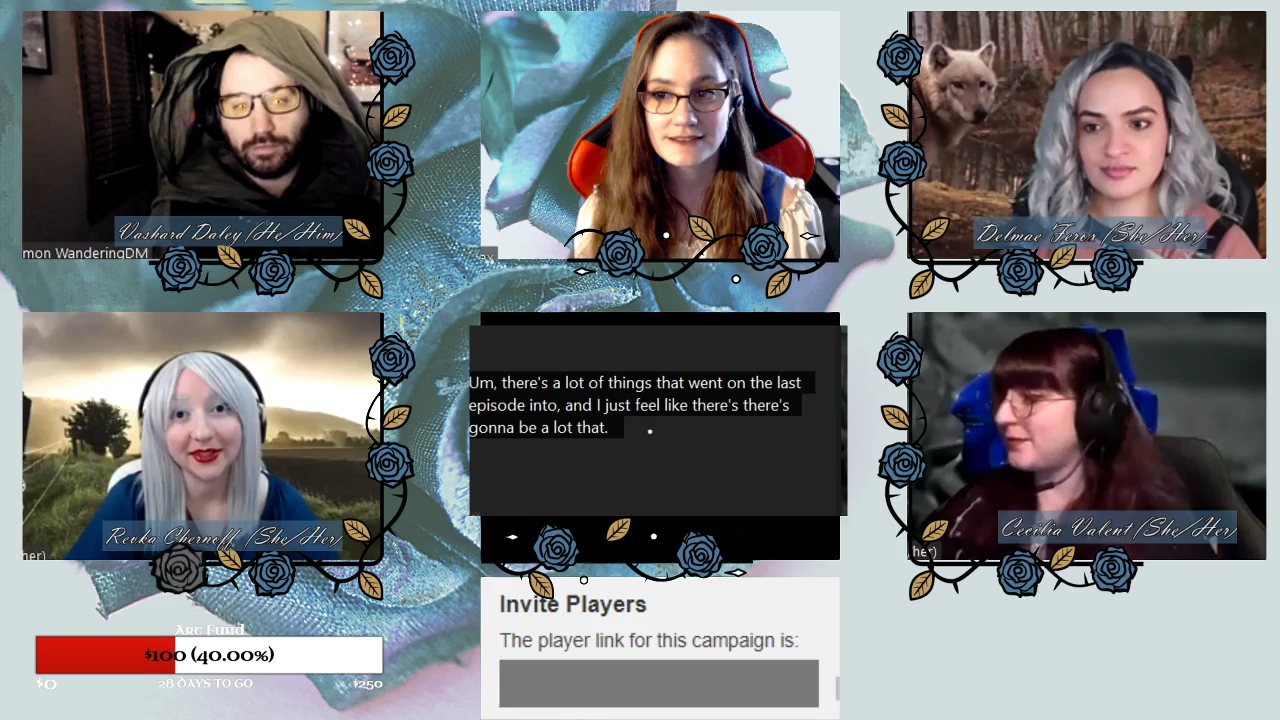 Vashard Daley (He/Him)
mon WanderingDM
Delmae Ferox (She/Her
Revka Chernoff (She/Her)
her)
Um, there's a lot of things that went on the last
episode into, and I just feel like there's there's
gonna be a lot that.
Cecilia Valent (She/Her)
her)
Invite Players
The player link for this campaign is:
Art Fund
$100 (40.00%)
$0 28 DAYS TO GO $250